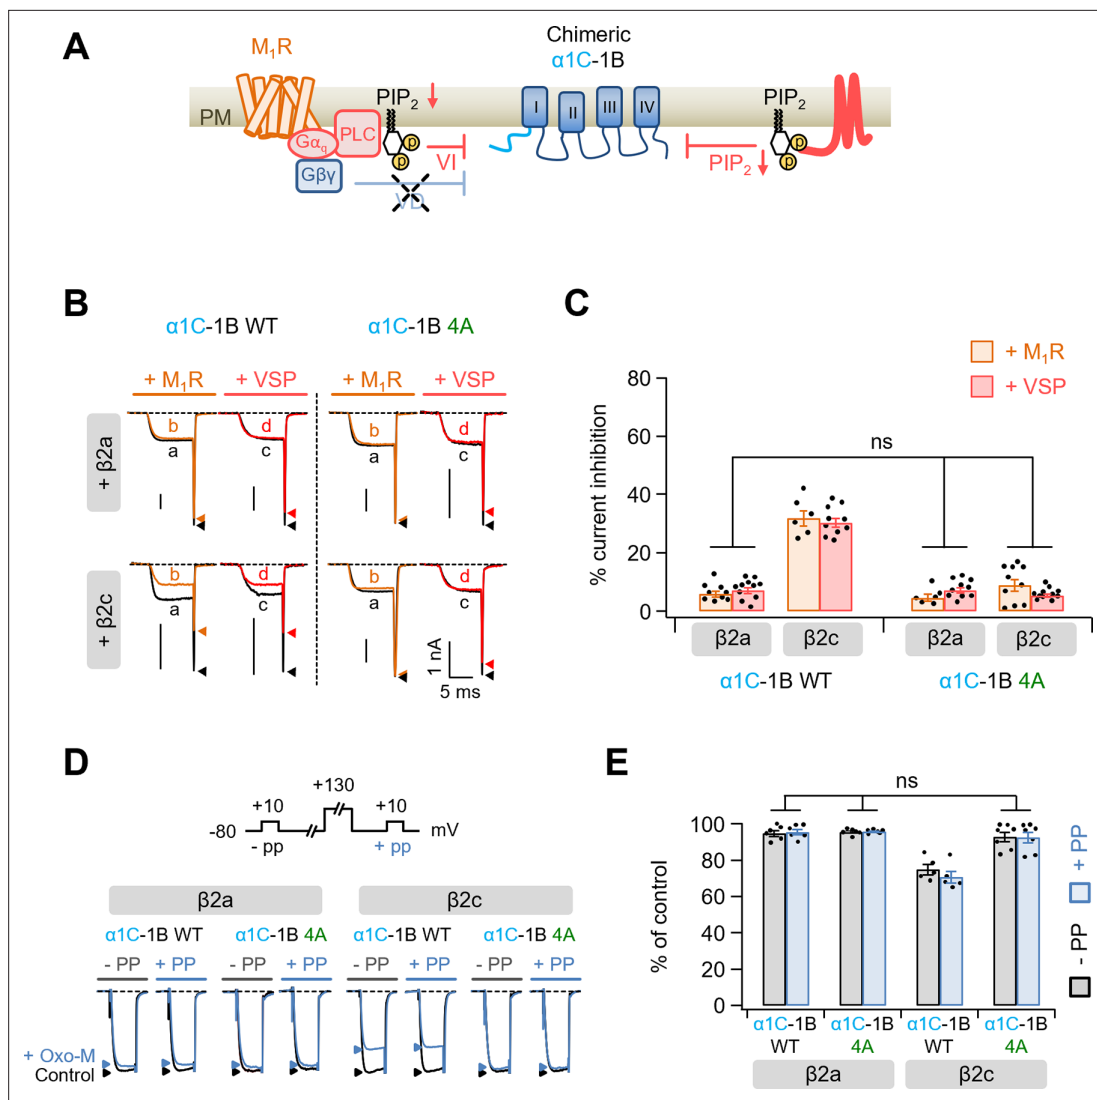 A
M1R
Chimeric
α1C-1B
PIP2
PIP2
PM
I
II
III
IV
PLC
Gαq
p
p
p
p
VI
PIP2
Gβγ
VD
B
α1C-1B WT
α1C-1B 4A
+ M1R
+ VSP
+ M1R
+ VSP
+ β2a
b
a
d
c
b
a
d
c
+ β2c
b
a
d
c
b
a
d
c
1 nA
5 ms
C
+ M1R
+ VSP
% current inhibition
80
60
40
20
0
ns
β2a
β2c
β2a
β2c
α1C-1B WT
α1C-1B 4A
D
+130
+10
+10
-80
mV
- pp
+ pp
β2a
β2c
α1C-1B WT
α1C-1B 4A
α1C-1B WT
α1C-1B 4A
- PP
+ PP
- PP
+ PP
- PP
+ PP
- PP
+ PP
+ Oxo-M
Control
E
ns
% of control
100
80
60
40
20
0
α1C-1B
WT
α1C-1B
4A
α1C-1B
WT
α1C-1B
4A
β2a
β2c
- PP
+ PP